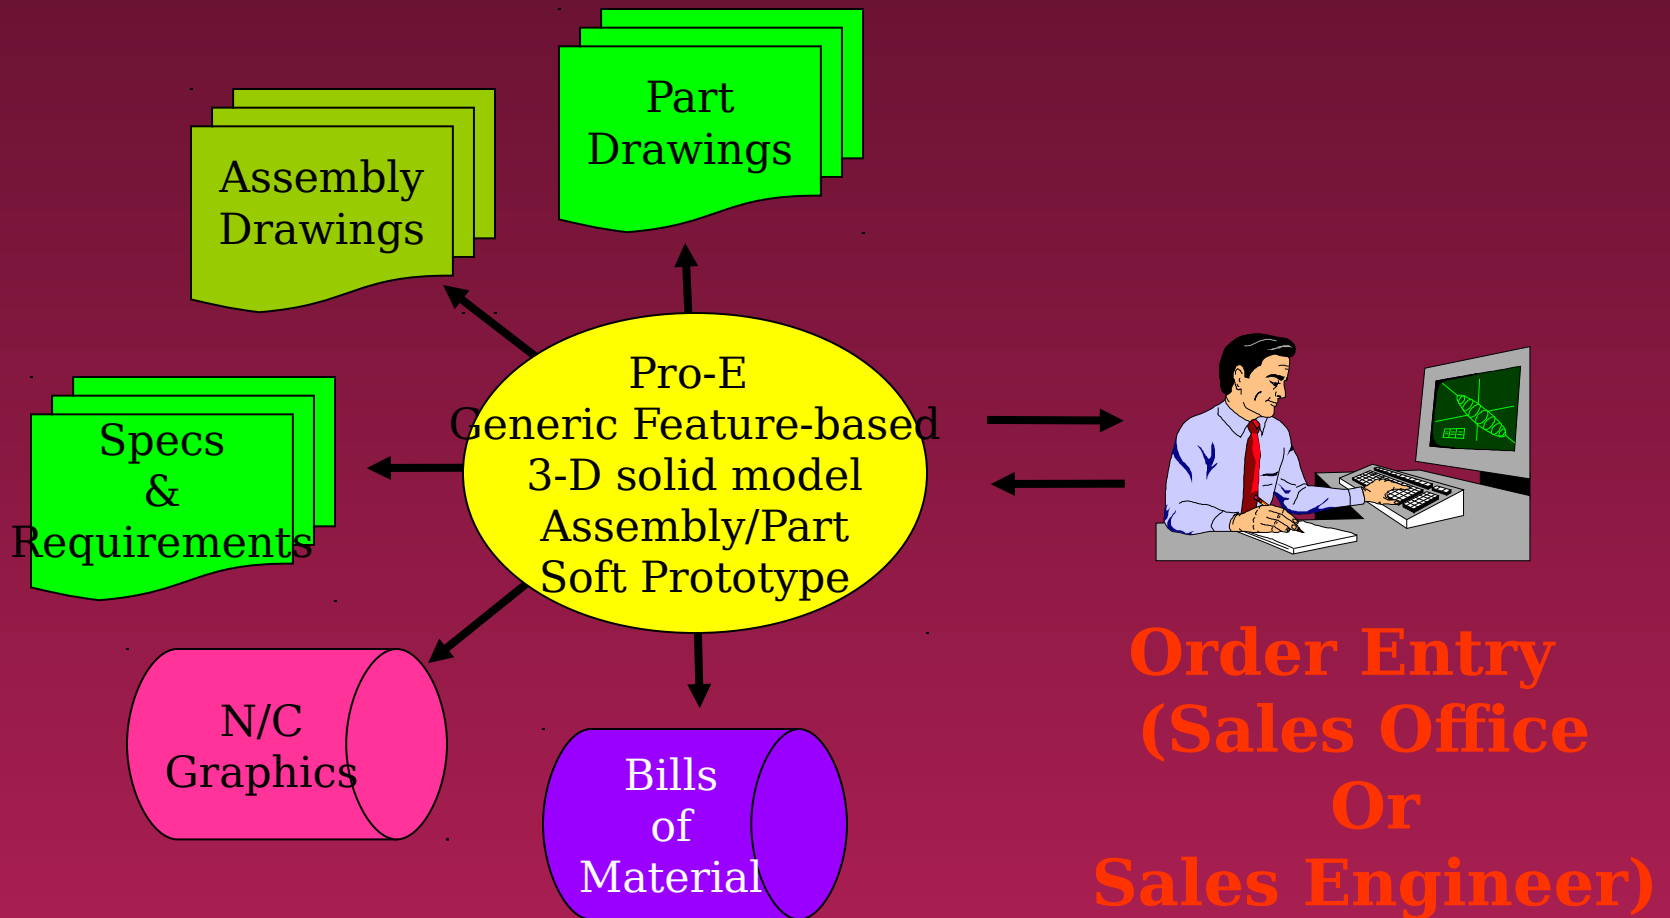 Part
Drawings
Assembly
Drawings
Pro-E
Generic Feature-based
3-D solid model
Assembly/Part
Soft Prototype
Specs
&
Requirements
N/C
Graphics
Bills
of
Material
Order Entry
(Sales Office
Or
Sales Engineer)